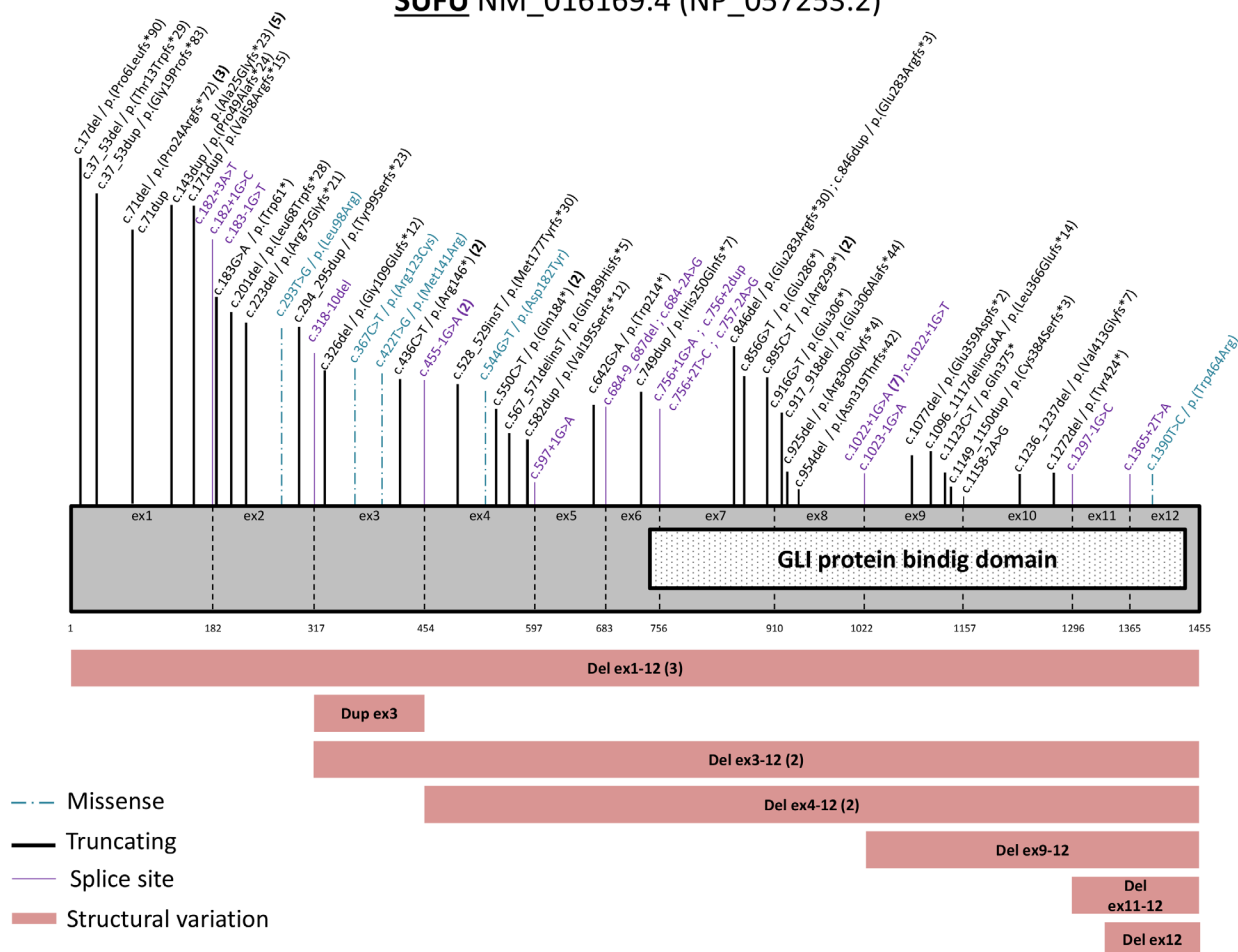 SUFU NM_016169.4 (NP_057253.2)
c.17del / p.(Pro6Leufs*90)
c.37_53del / p.(Thr13Trpfs*29)
c.37_53dup / p.(Gly19Profs*83)
c.71del / p.(Pro24Argfs*72) (3)
c.71dup p.(Ala25Glyfs*23) (5)
c.143dup / p.(Pro49Alafs*24)
c.171dup / p.(Val58Argfs*15)
c.182+3A>T
c.182+1G>C
c.183-1G>T
c.183G>A / p.(Trp61*)
c.201del / p.(Leu68Trpfs*28)
c.223del / p.(Arg75Glyfs*21)
c.293T>G / p.(Leu98Arg)
c.294_295dup / p.(Tyr99Serfs*23)
c.318-10del
c.326del / p.(Gly109Glufs*12)
c.367C>T / p.(Arg123Cys)
c.422T>G / p.(Met141Arg)
c.436C>T / p.(Arg146*) (2)
c.455-1G>A (2)
c.528_529insT / p.(Met177Tyrfs*30)
c.544G>T / p.(Asp182Tyr)
c.550C>T / p.(Gln184*) (2)
c.567_571delinsT / p.(Gln189Hisfs*5)
c.582dup / p.(Val195Serfs*12)
c.597+1G>A
c.642G>A / p.(Trp214*)
c.684-9_687del ; c.684-2A>G
c.749dup / p.(His250Glnfs*7)
c.756+1G>A ; c.756+2dup
c.756+2T>C ; c.757-2A>G
c.846del / p.(Glu283Argfs*30) ; c.846dup / p.(Glu283Argfs*3)
c.856G>T / p.(Glu286*)
c.895C>T / p.(Arg299*) (2)
c.916G>T / p.(Glu306*)
c.917_918del / p.(Glu306Alafs*44)
c.925del / p.(Arg309Glyfs*4)
c.954del / p.(Asn319Thrfs*42)
c.1022+1G>A (7) ; c.1022+1G>T
c.1023-1G>A
c.1077del / p.(Glu359Aspfs*2)
c.1096_1117delinsGAA / p.(Leu366Glufs*14)
c.1123C>T / p.Gln375*
c.1149_1150dup / p.(Cys384Serfs*3)
c.1158-2A>G
c.1236_1237del / p.(Val413Glyfs*7)
c.1272del / p.(Tyr424*)
c.1297-1G>C
c.1365+2T>A
c.1390T>C / p.(Trp464Arg)
ex1 ex2 ex3 ex4 ex5 ex6 ex7 ex8 ex9 ex10 ex11 ex12
GLI protein bindig domain
1 182 317 454 597 683 756 910 1022 1157 1296 1365 1455
Del ex1-12 (3)
Dup ex3
Del ex3-12 (2)
Del ex4-12 (2)
Del ex9-12
Del
ex11-12
Del ex12
Missense
Truncating
Splice site
Structural variation